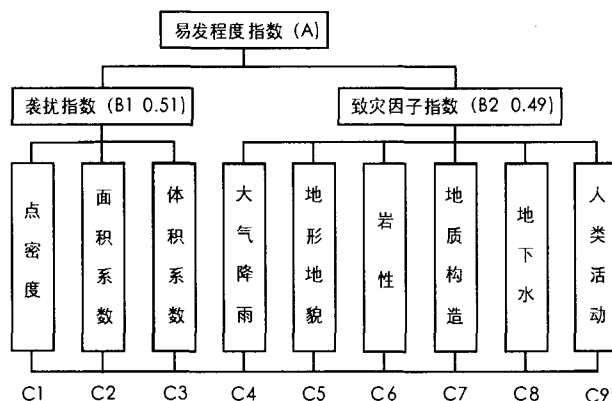 易发程度指数 (A)
袭扰指数 (B1 0.51)
致灾因子指数 (B2 0.49)
点密度
面积系数
体积系数
大气降雨
地形地貌
岩性
地质构造
地下水
人类活动
C1 C2 C3 C4 C5 C6 C7 C8 C9